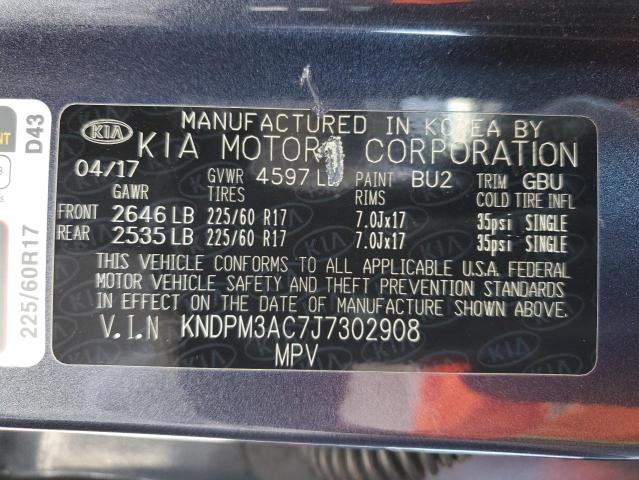 KIA
MANUFACTURED IN KOREA BY
KIA MOTORS CORPORATION
04/17 GVWR 4597 LB PAINT BU2 TRIM GBU
GAWR TIRES RIMS COLD TIRE INFL
FRONT 2646 LB 225/60 R17 7.0Jx17 35psi SINGLE
REAR 2535 LB 225/60 R17 7.0Jx17 35psi SINGLE
THIS VEHICLE CONFORMS TO ALL APPLICABLE U.S.A. FEDERAL
MOTOR VEHICLE SAFETY AND THEFT PREVENTION STANDARDS
IN EFFECT ON THE DATE OF MANUFACTURE SHOWN ABOVE.
V.I.N KNDPM3AC7J7302908
MPV
D43
225/60R17